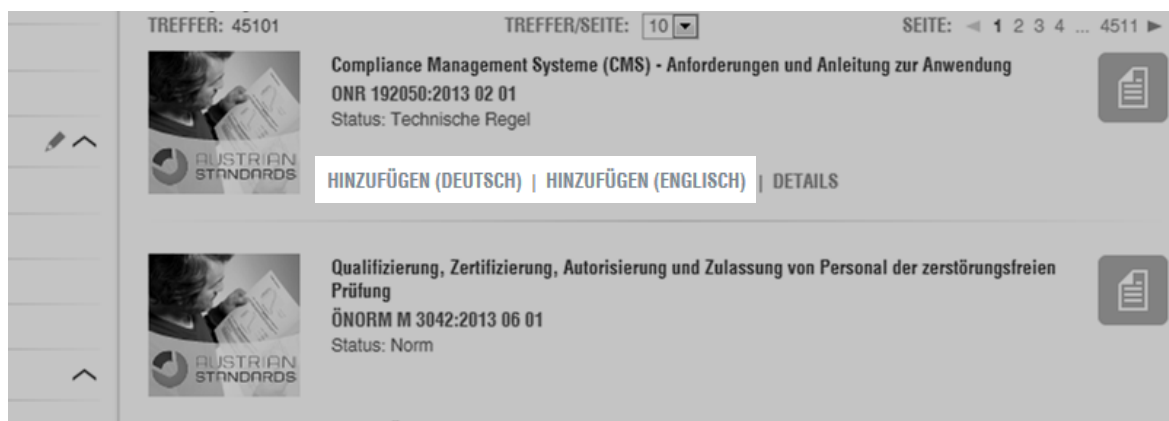 TREFFER: 45101 TREFFER/SEITE: 10 SEITE: 1 2 3 4 ... 4511
Compliance Management Systeme (CMS) - Anforderungen und Anleitung zur Anwendung
ONR 192050:2013 02 01
Status: Technische Regel
AUSTRIAN
STANDARDS
HINZUFÜGEN (DEUTSCH) | HINZUFÜGEN (ENGLISCH) | DETAILS
Qualifizierung, Zertifizierung, Autorisierung und Zulassung von Personal der zerstörungsfreien
Prüfung
ÖNORM M 3042:2013 06 01
Status: Norm
AUSTRIAN
STANDARDS